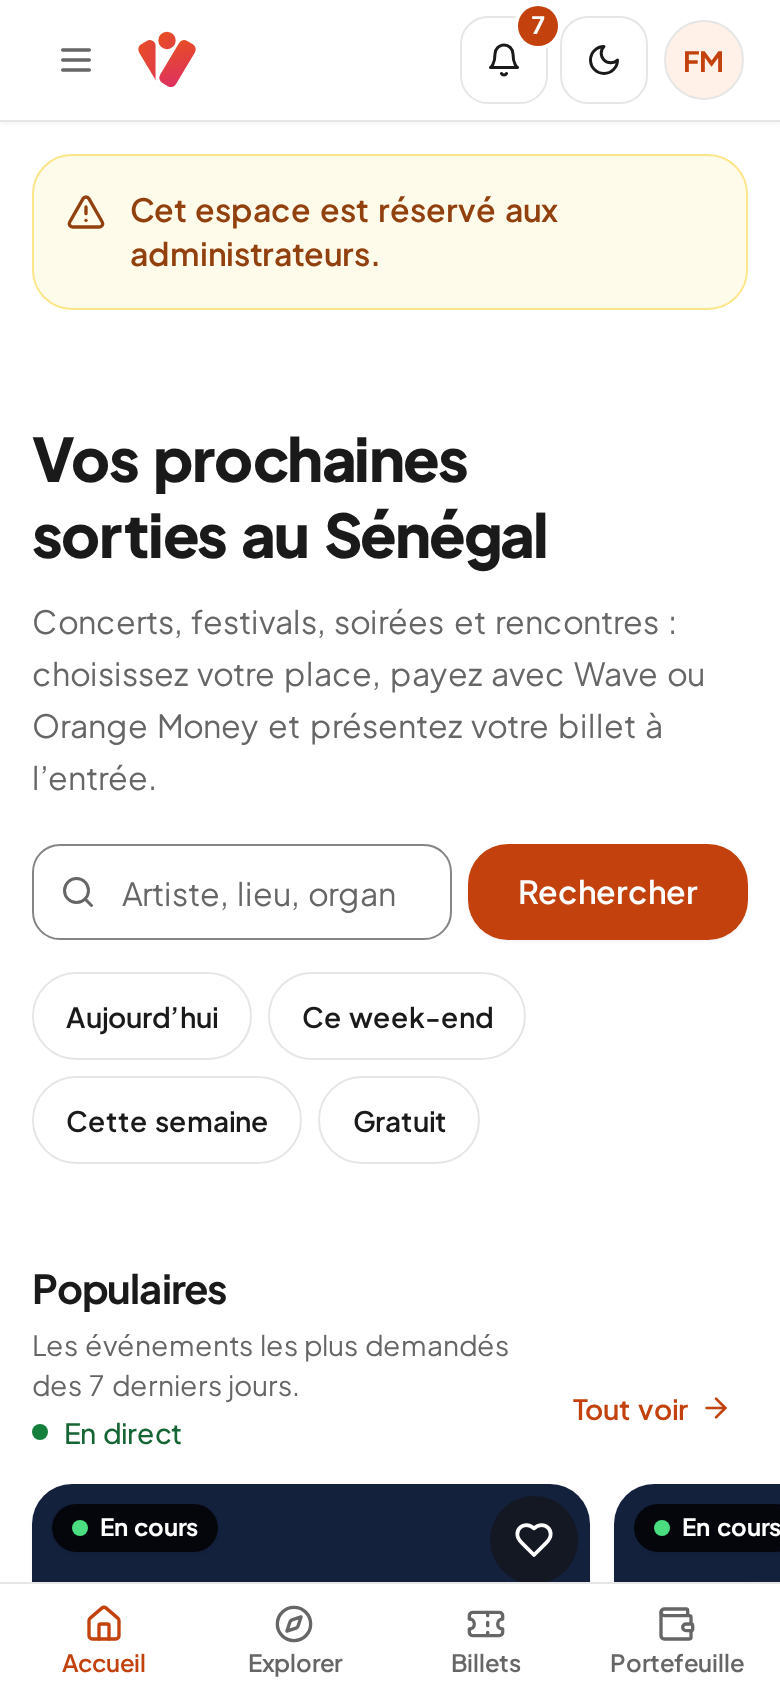 7
FM
Cet espace est réservé aux
administrateurs.
Vos prochaines
sorties au Sénégal
Concerts, festivals, soirées et rencontres :
choisissez votre place, payez avec Wave ou
Orange Money et présentez votre billet à
l’entrée.
Artiste, lieu, organ
Rechercher
Aujourd’hui
Ce week-end
Cette semaine
Gratuit
Populaires
Les événements les plus demandés
des 7 derniers jours.
Tout voir
En direct
En cours
En cours
Accueil
Explorer
Billets
Portefeuille